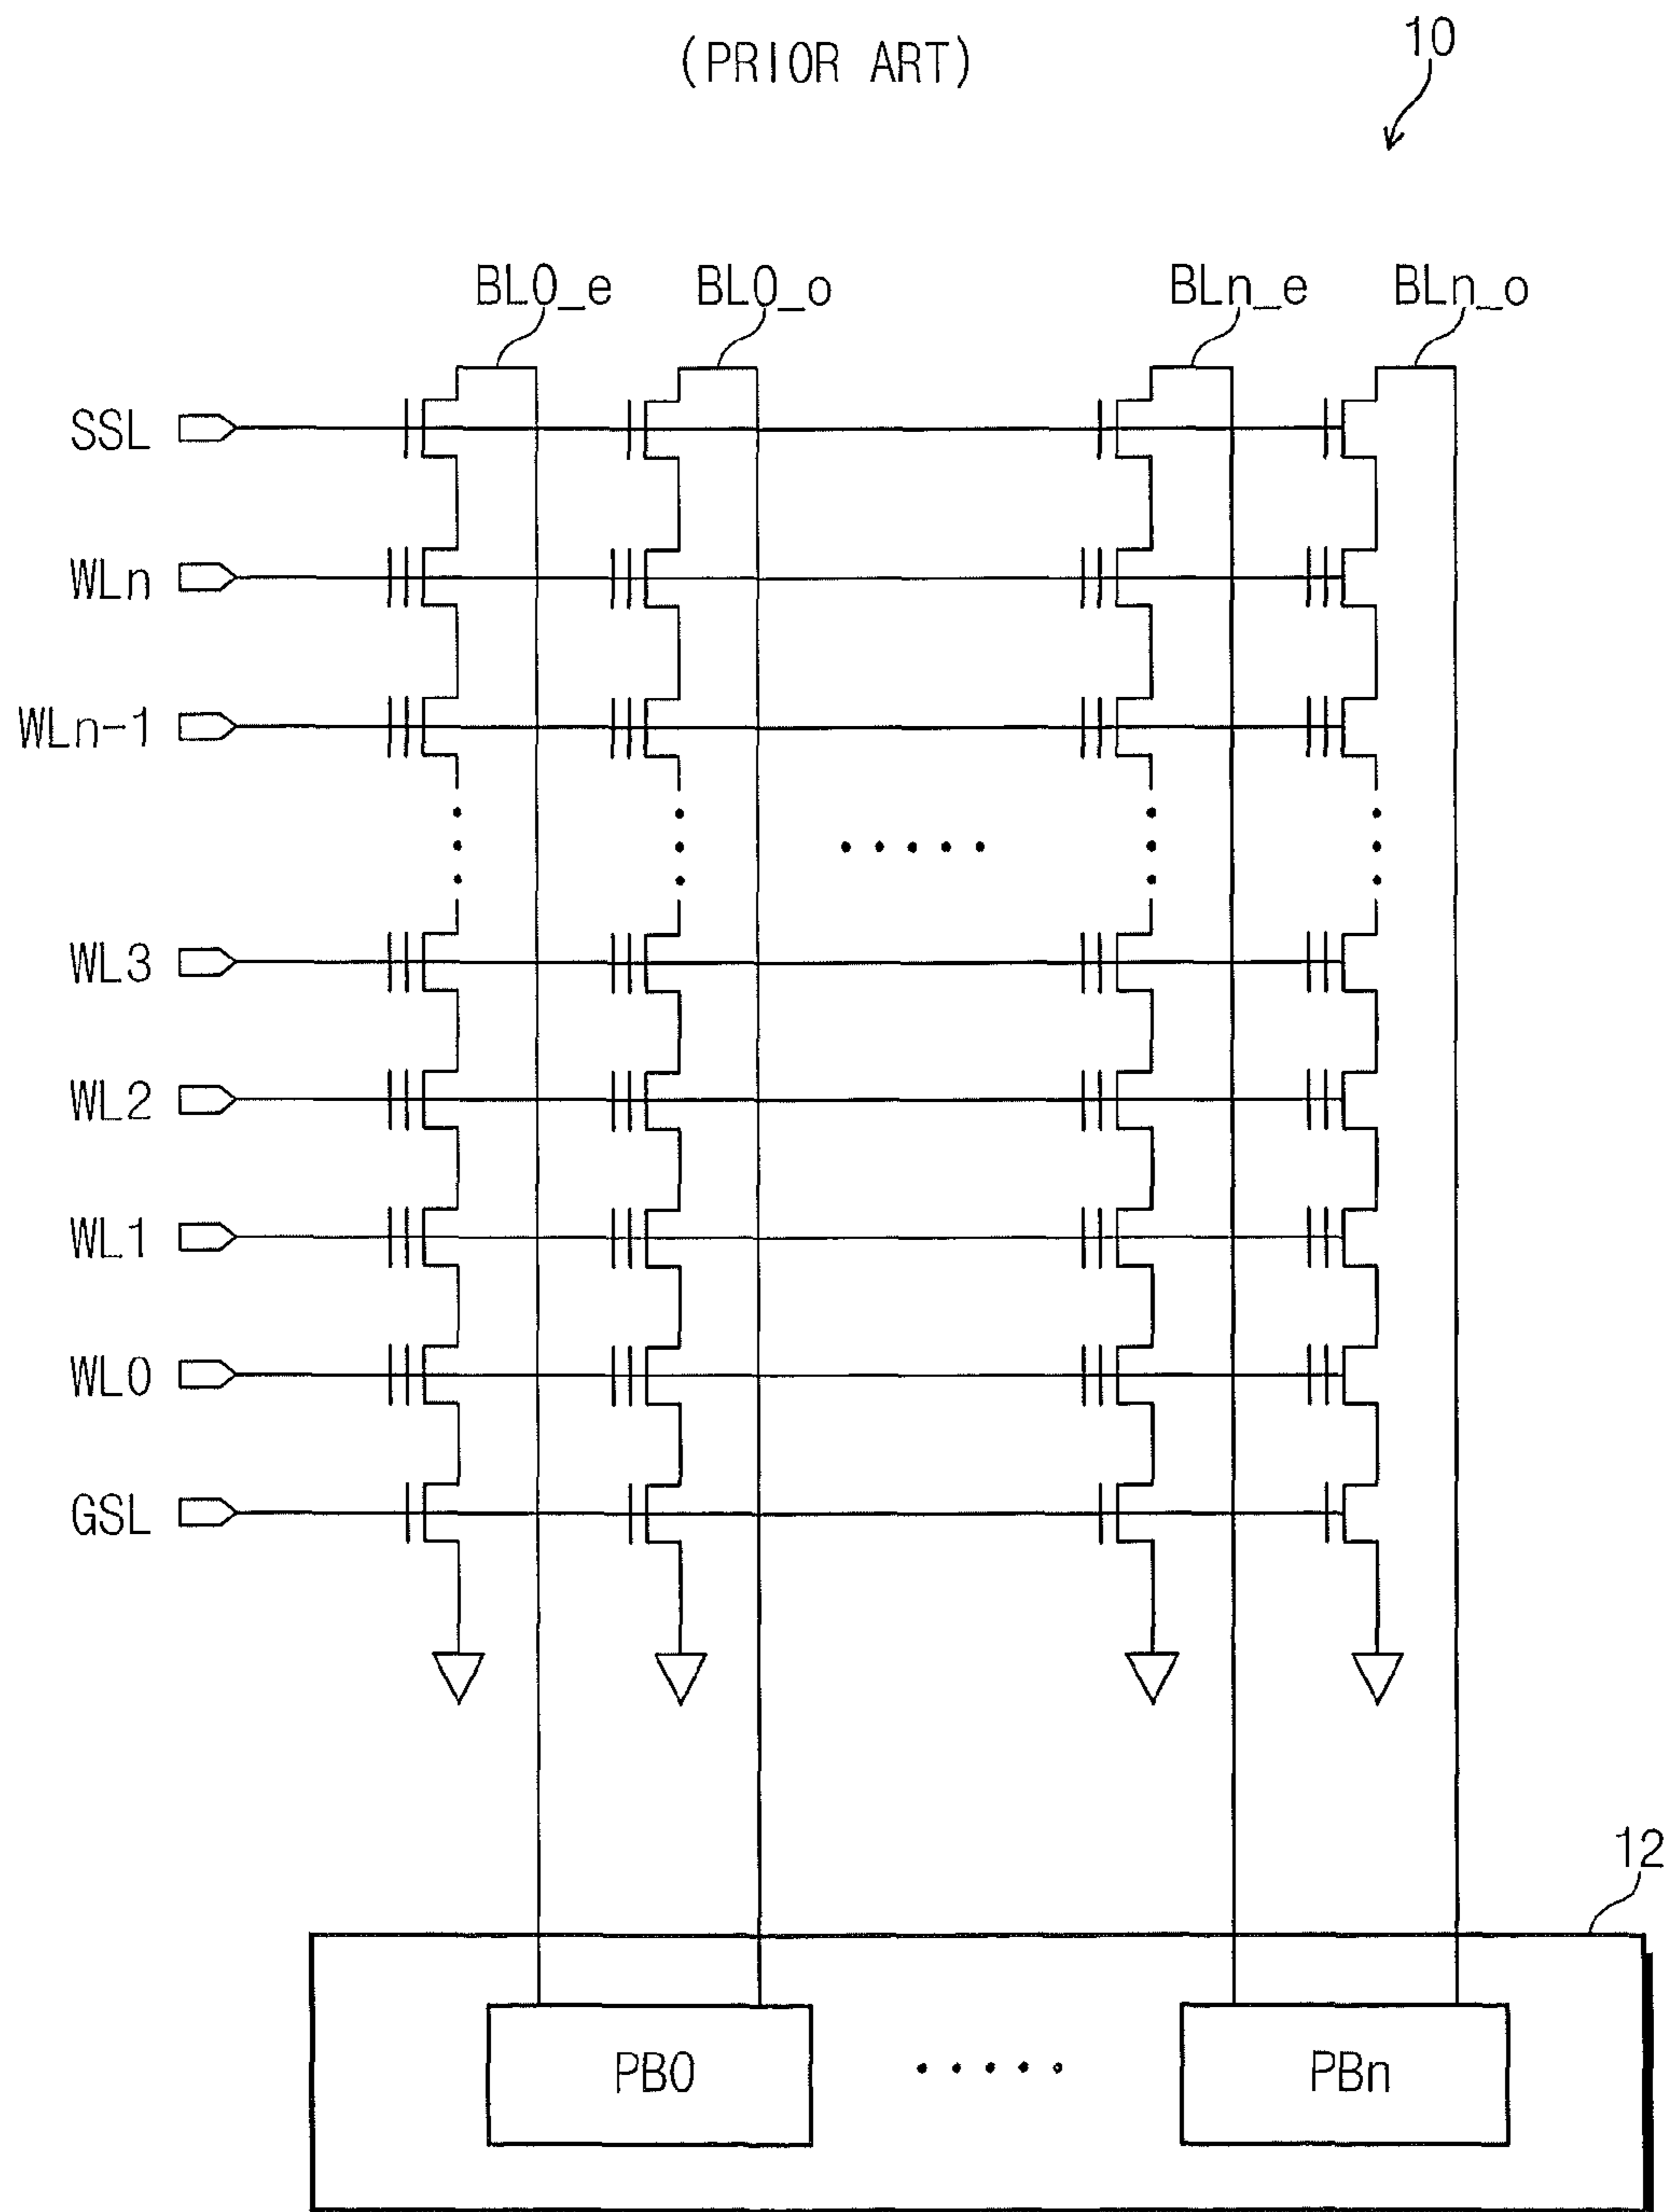 (PRIOR ART)
10
BL0_e BL0_o BLn_e BLn_o
SSL
WLn
WLn-1
WL3
WL2
WL1
WL0
GSL
12
PB0 PBn